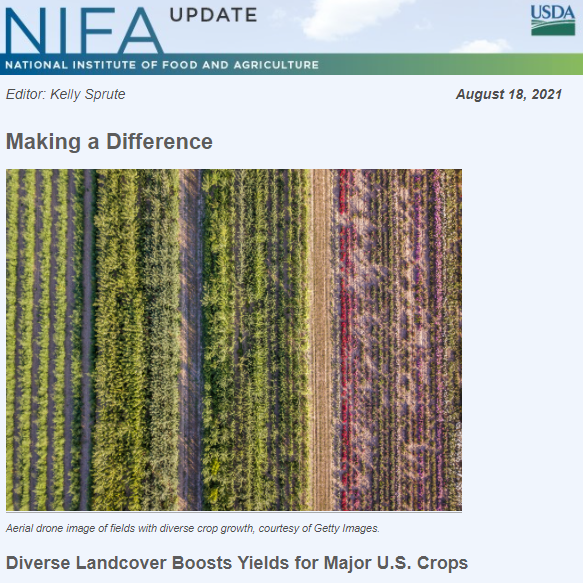 NIFA UPDATE
USDA
NATIONAL INSTITUTE OF FOOD AND AGRICULTURE
Editor: Kelly Sprute
August 18, 2021
Making a Difference
Aerial drone image of fields with diverse crop growth, courtesy of Getty Images.
Diverse Landcover Boosts Yields for Major U.S. Crops